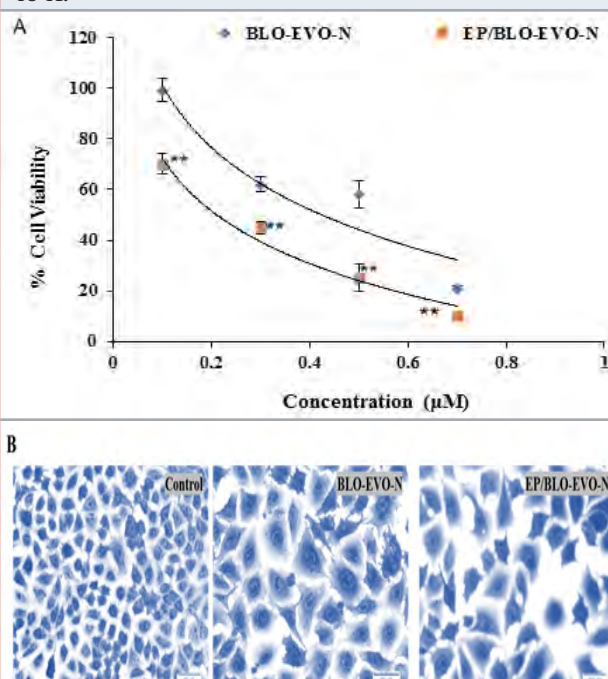 A
BLO-EVO-N
EP/BLO-EVO-N
120
100
80
60
40
20
0
**
**
**
**
0 0.2 0.4 0.6 0.8 1
% Cell Viability
Concentration (μM)
B
Control
BLO-EVO-N
EP/BLO-EVO-N